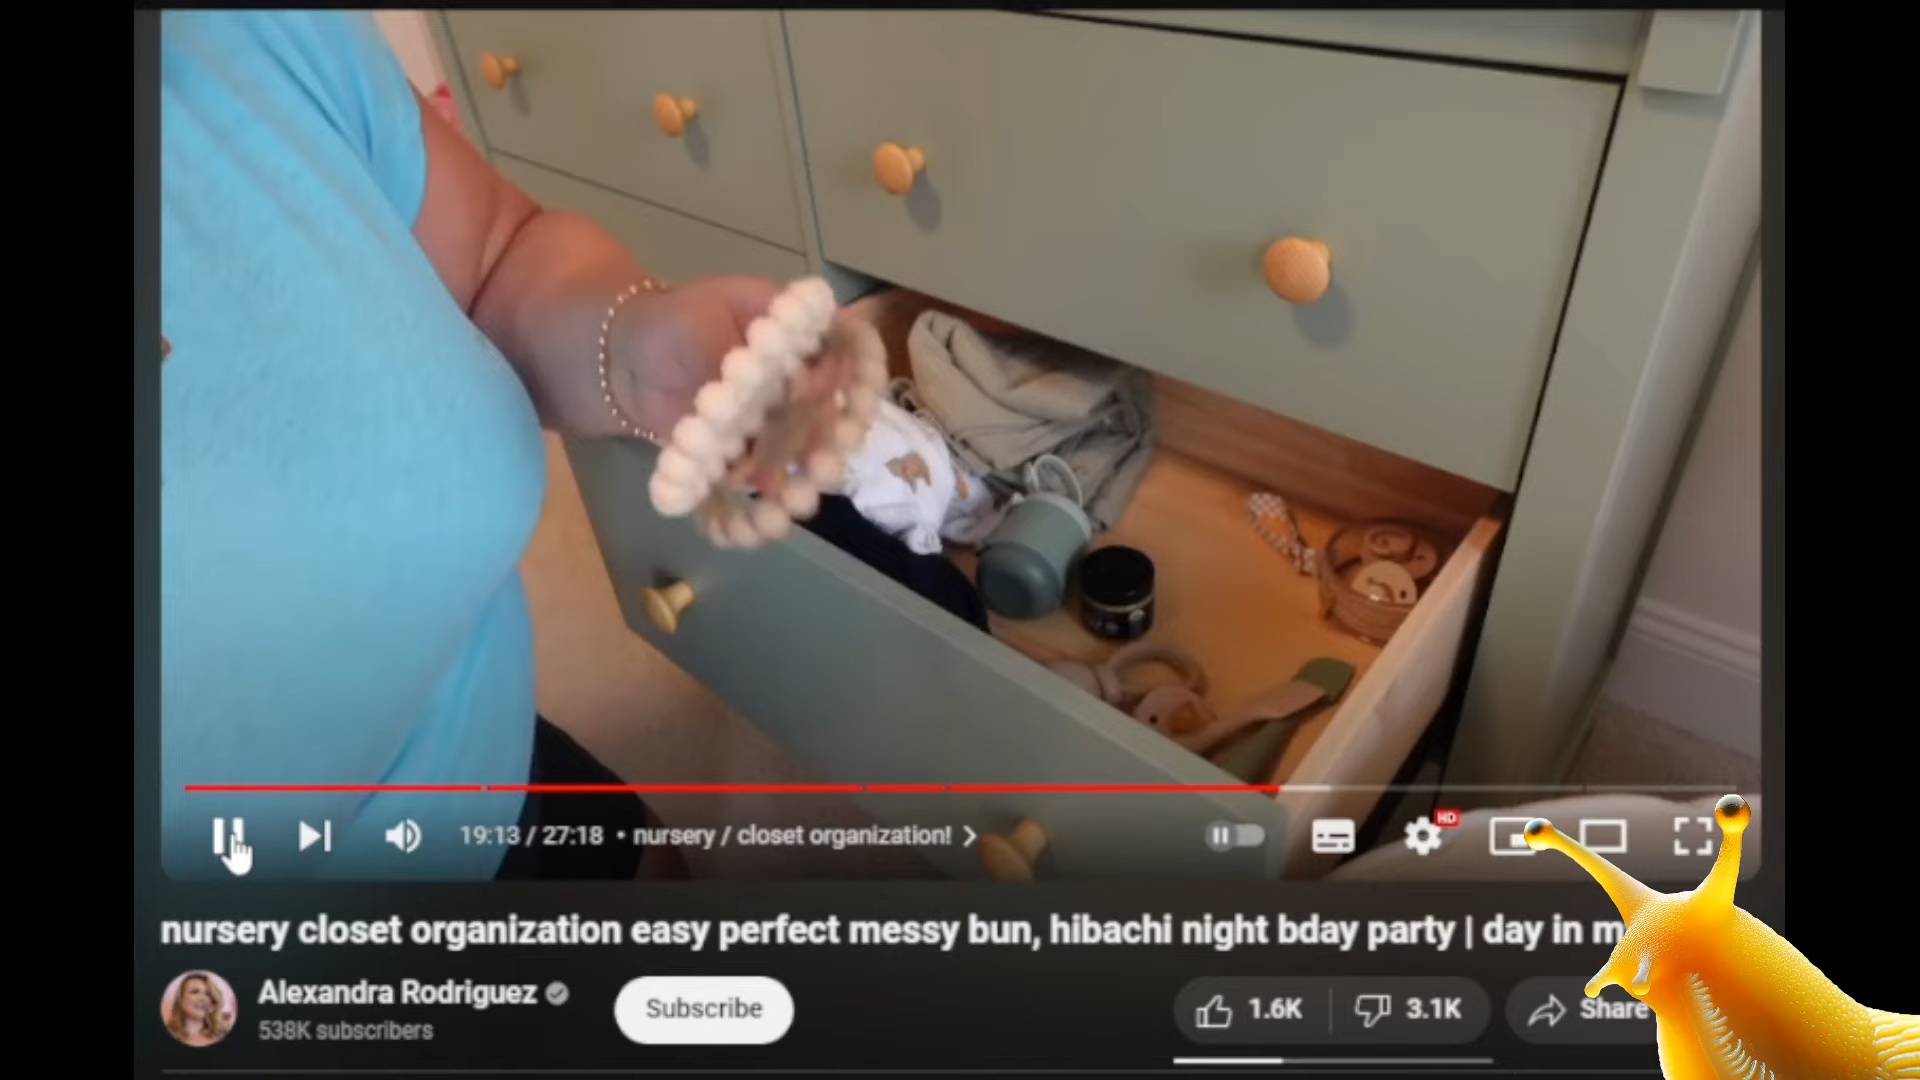 19:13 / 27:18 • nursery / closet organization!
HD
nursery closet organization easy perfect messy bun, hibachi night bday party | day in
Alexandra Rodriguez
538K subscribers
Subscribe
1.6K
3.1K
Share